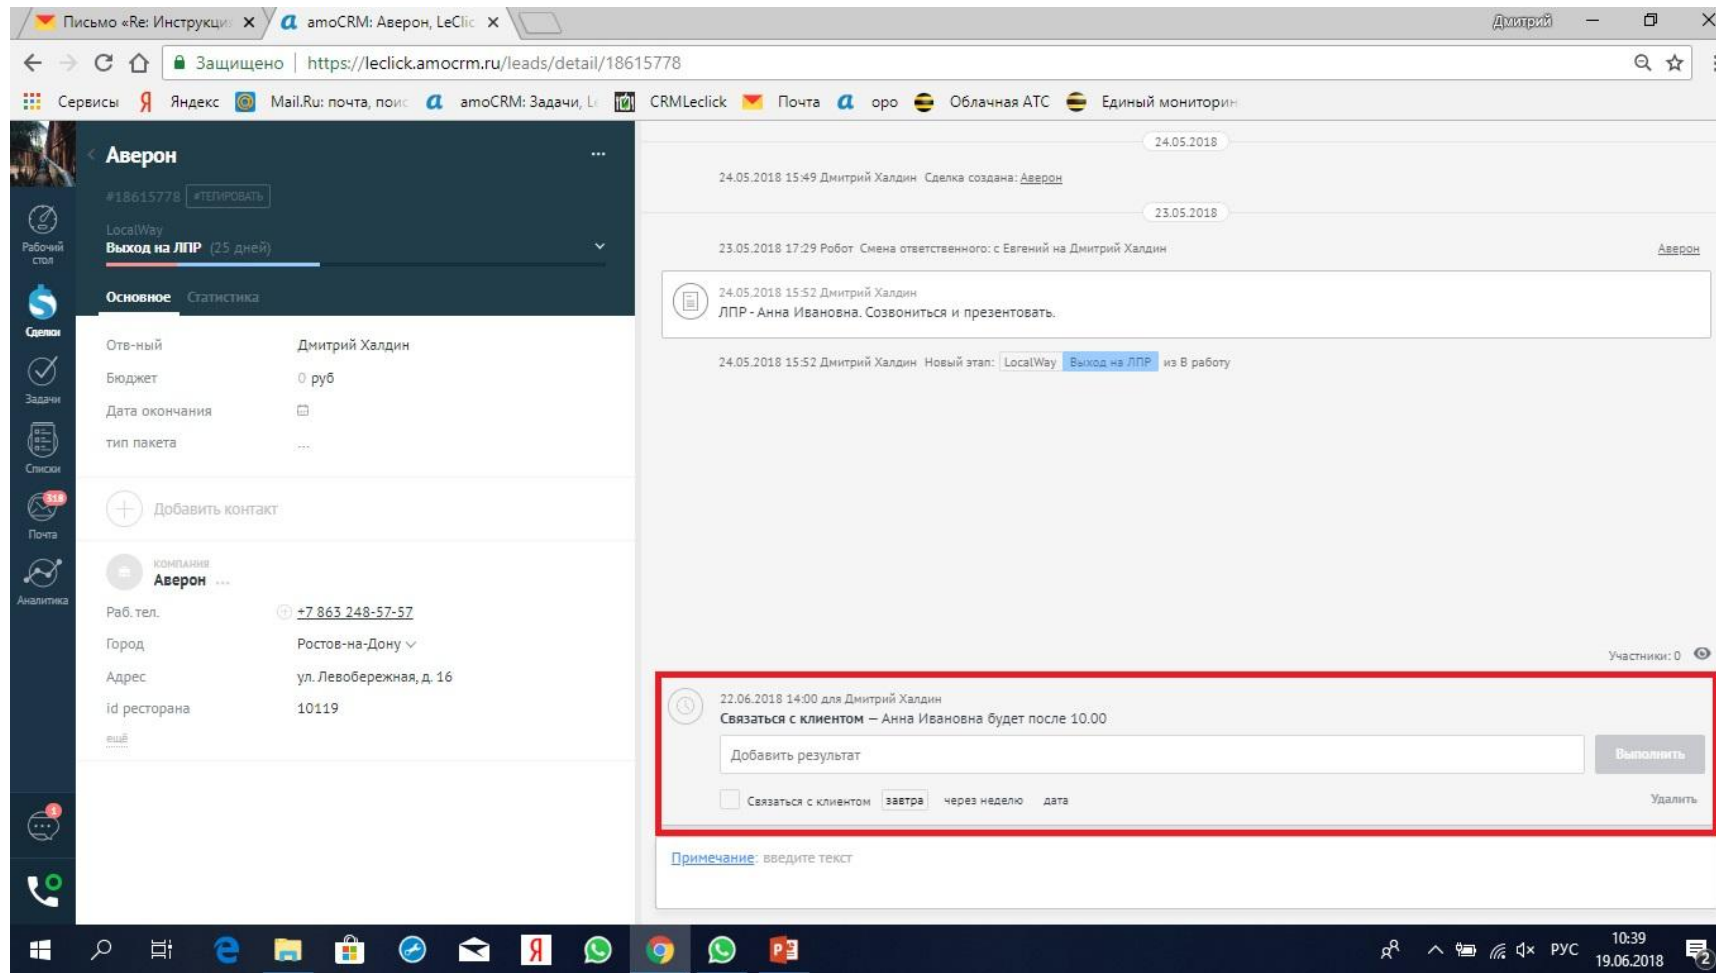 Письмо «Re: Инструкци
amoCRM: Аверон, LeClic
Дмитрий
Защищено | https://leclick.amocrm.ru/leads/detail/18615778
Сервисы
Яндекс
Mail.Ru: почта, поис
amoCRM: Задачи, L
CRMLeclick
Почта
оро
Облачная АТС
Единый мониторин
Аверон
#18615778 #ТЕГИРОВАТЬ
LocalWay
Выход на ЛПР (25 дней)
Основное Статистика
Рабочий
стол
Сделки
Задачи
Списки
318
Почта
Аналитика
1
Отв-ный Дмитрий Халдин
Бюджет 0 руб
Дата окончания
тип пакета ...
Добавить контакт
КОМПАНИЯ
Аверон ...
Раб. тел. +7 863 248-57-57
Город Ростов-на-Дону
Адрес ул. Левобережная, д. 16
id ресторана 10119
ещё
24.05.2018
24.05.2018 15:49 Дмитрий Халдин Сделка создана: Аверон
23.05.2018
23.05.2018 17:29 Робот Смена ответственного: с Евгений на Дмитрий Халдин Аверон
24.05.2018 15:52 Дмитрий Халдин
ЛПР - Анна Ивановна. Созвониться и презентовать.
24.05.2018 15:52 Дмитрий Халдин Новый этап: LocalWay Выход на ЛПР из В работу
Участники: 0
22.06.2018 14:00 для Дмитрий Халдин
Связаться с клиентом — Анна Ивановна будет после 10.00
Добавить результат Выполнить
Связаться с клиентом завтра через неделю дата Удалить
Примечание: введите текст
РУС
10:39
19.06.2018
2